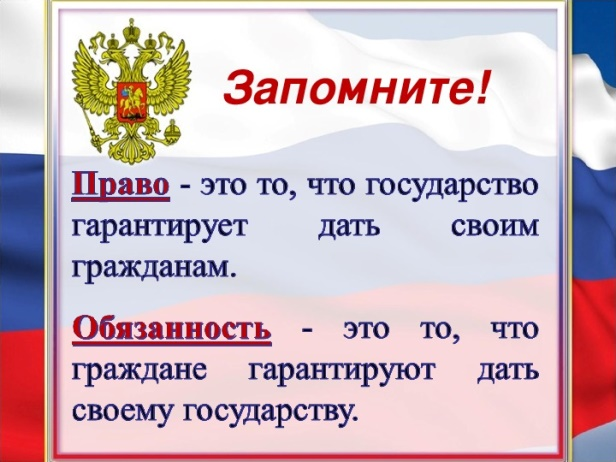 Запомните!
Право - это то, что государство
гарантирует дать своим
гражданам.
Обязанность - это то, что
граждане гарантируют дать
своему государству.